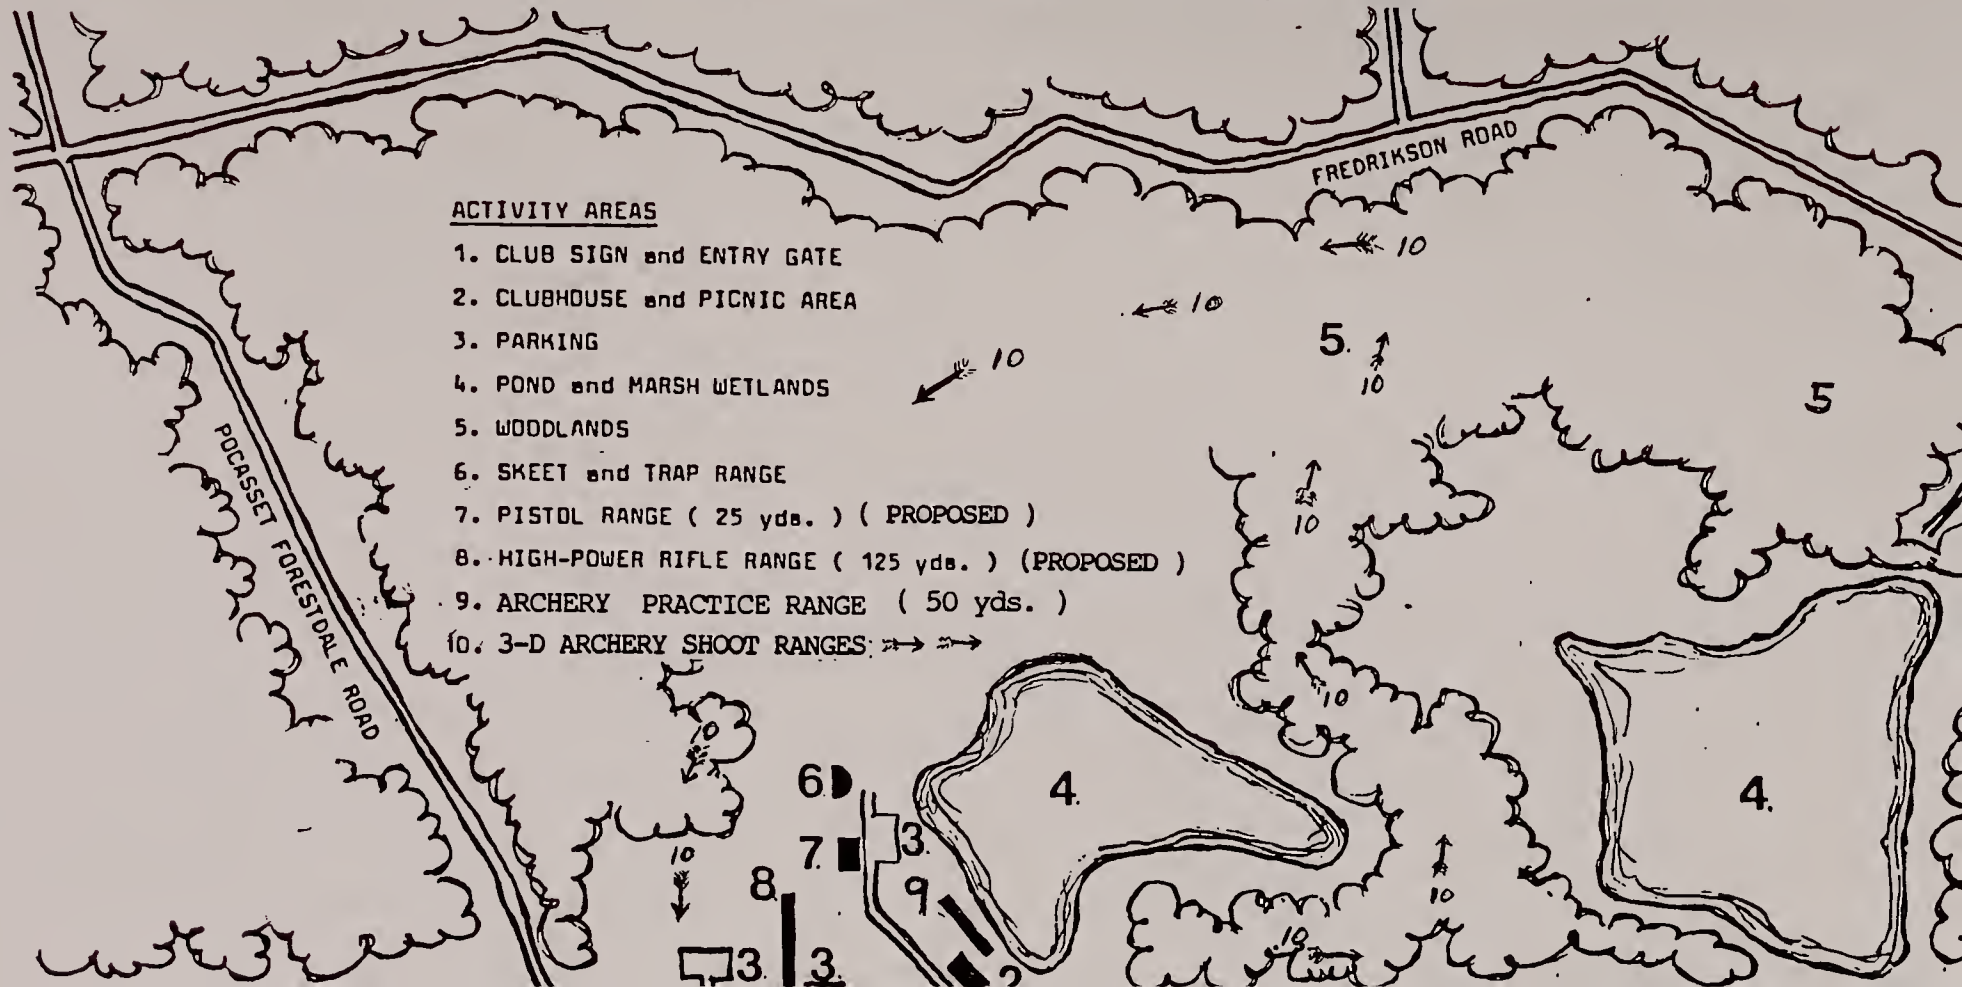 FREDRIKSON ROAD
ACTIVITY AREAS
1. CLUB SIGN and ENTRY GATE
2. CLUBHOUSE and PICNIC AREA
3. PARKING
4. POND and MARSH WETLANDS
5. WOODLANDS
6. SKEET and TRAP RANGE
7. PISTOL RANGE ( 25 yds. ) ( PROPOSED )
8. HIGH-POWER RIFLE RANGE ( 125 yds. ) (PROPOSED )
9. ARCHERY PRACTICE RANGE ( 50 yds. )
10. 3-D ARCHERY SHOOT RANGES:
POCASSET FORESTDALE ROAD
10
10
10
5.
10
5
10
10
10
6.
4.
4.
7.
3.
10
8.
9
10
10
3.
3.
2